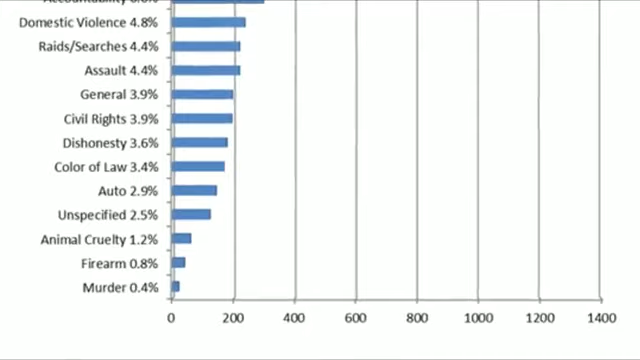 Domestic Violence 4.8%
Raids/Searches 4.4%
Assault 4.4%
General 3.9%
Civil Rights 3.9%
Dishonesty 3.6%
Color of Law 3.4%
Auto 2.9%
Unspecified 2.5%
Animal Cruelty 1.2%
Firearm 0.8%
Murder 0.4%
0 200 400 600 800 1000 1200 1400